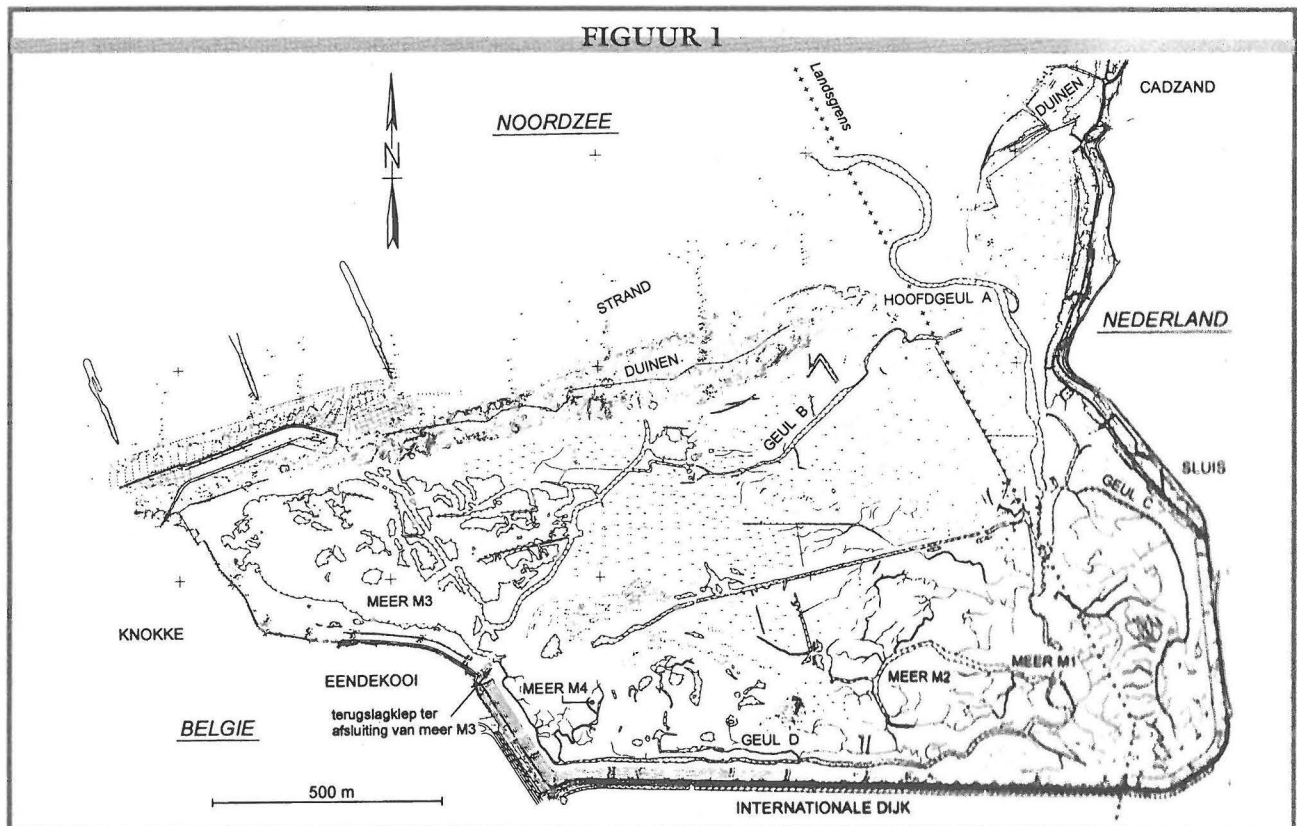 FIGUUR 1
Landsgrens
DUINEN
CADZAND
NOORDZEE
N
STRAND
HOOFDGEUL A
NEDERLAND
DUINEN
GEUL B
SLUIS
GEUL C
MEER M3
KNOKKE
MEER M1
MEER M2
EENDEKOOI
MEER M4
terugslagklep ter
afsluiting van meer M3
BELGIE
GEUL D
500 m
INTERNATIONALE DIJK